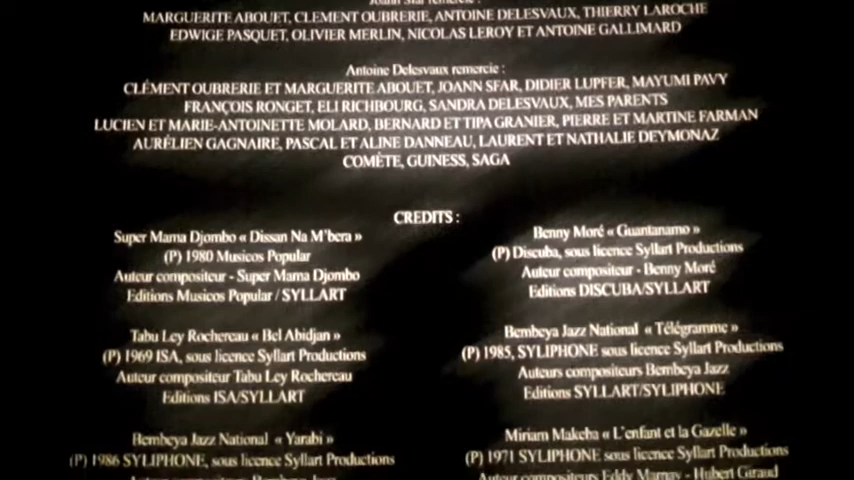 MARGUERITE ABOUET, CLEMENT OUBRERIE, ANTOINE DELESVAUX, THIERRY LAROCHE
EDWIGE PASQUET, OLIVIER MERLIN, NICOLAS LEROY ET ANTOINE GALLIMARD
Antoine Delesvaux remercie :
CLÉMENT OUBRERIE ET MARGUERITE ABOUET, JOANN SFAR, DIDIER LUPFER, MAYUMI PAVY
FRANÇOIS RONGET, ELI RICHBOURG, SANDRA DELESVAUX, MES PARENTS
LUCIEN ET MARIE-ANTOINETTE MOLARD, BERNARD ET TIPA GRANIER, PIERRE ET MARTINE FARMAN
AURÉLIEN GAGNAIRE, PASCAL ET ALINE DANNEAU, LAURENT ET NATHALIE DEYMONAZ
COMÈTE, GUINESS, SAGA
CREDITS :
Super Mama Djombo « Dissan Na M'bera »
(P) 1980 Musicos Popular
Auteur compositeur - Super Mama Djombo
Editions Musicos Popular / SYLLART
Tabu Ley Rochereau « Bel Abidjan »
(P) 1969 ISA, sous licence Syllart Productions
Auteur compositeur Tabu Ley Rochereau
Editions ISA/SYLLART
Bembeya Jazz National « Yarabi »
(P) 1986 SYLIPHONE, sous licence Syllart Productions
Benny Moré « Guantanamo »
(P) Discuba, sous licence Syllart Productions
Auteur compositeur - Benny Moré
Editions DISCUBA/SYLLART
Bembeya Jazz National « Télégramme »
(P) 1985, SYLIPHONE sous licence Syllart Productions
Auteurs compositeurs Bembeya Jazz
Editions SYLLART/SYLIPHONE
Miriam Makeba « L'enfant et la Gazelle »
(P) 1971 SYLIPHONE sous licence Syllart Productions
Auteur compositeurs Eddy Marnay - Hubert Giraud